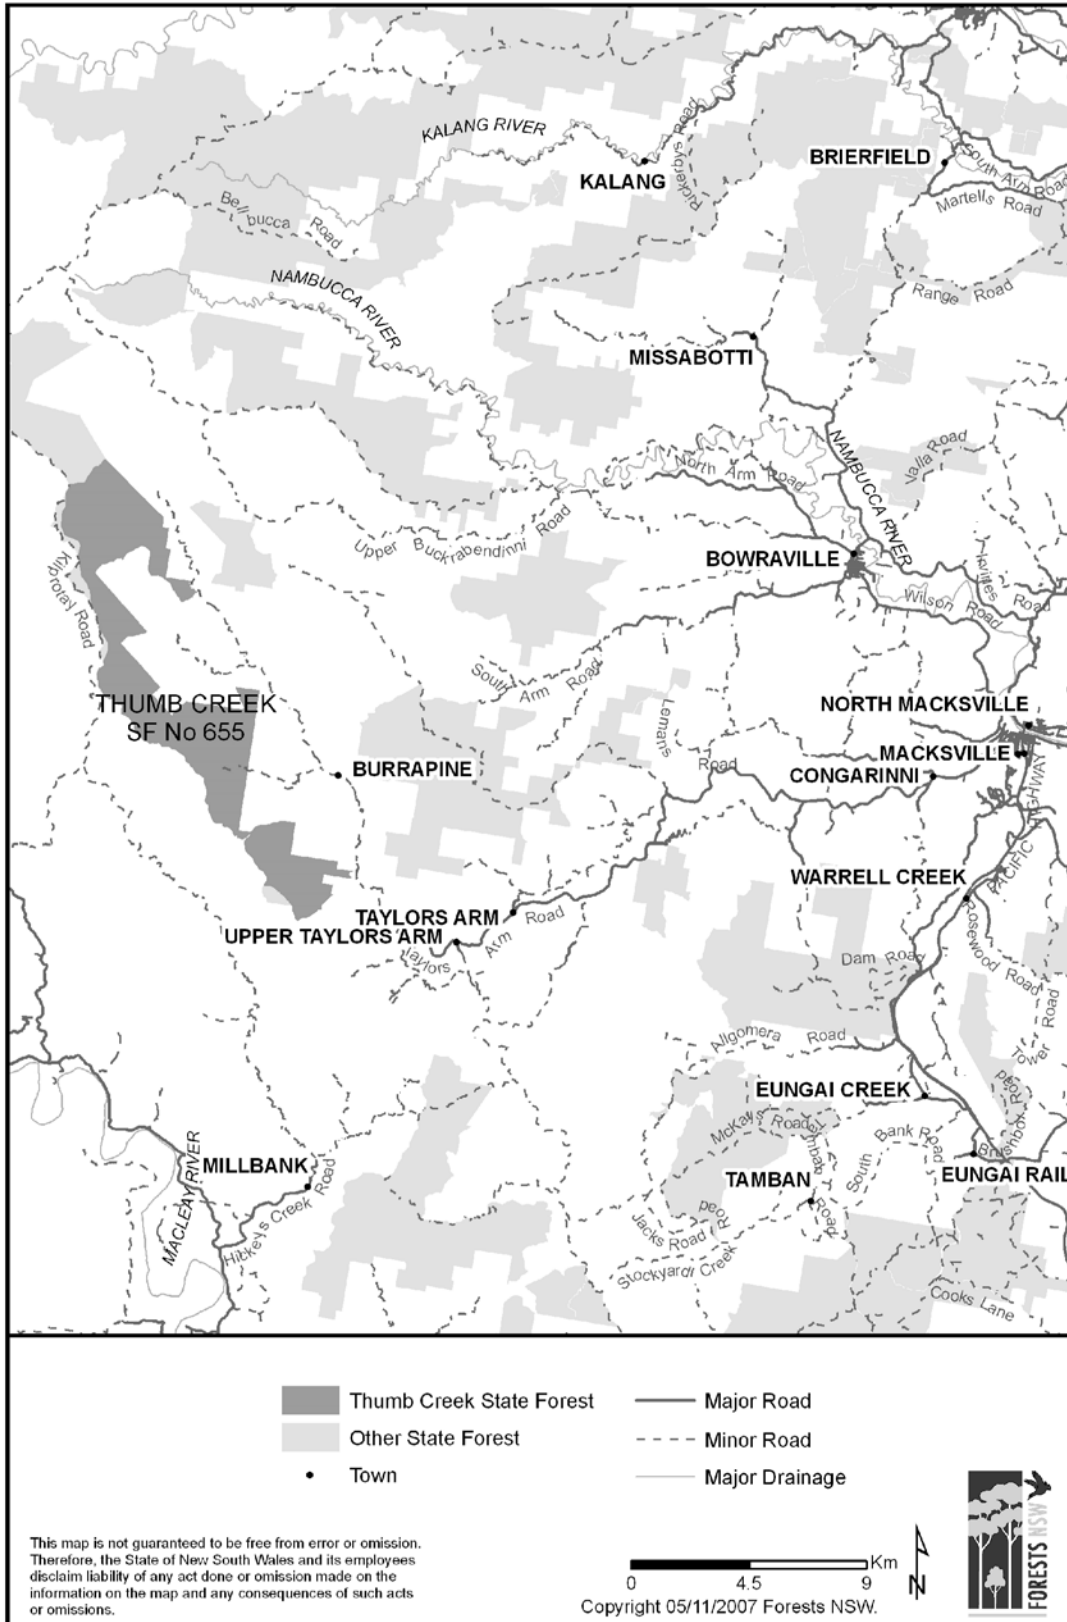 KALANG RIVER
Rickerbys Road
KALANG
BRIERFIELD
South Arm Road
Martells Road
Bellbucca Road
NAMBUCCA RIVER
Range Road
MISSABOTTI
Valla Road
NAMBUCCA RIVER
North Arm Road
Upper Buckrabendinni Road
BOWRAVILLE
Wilson Road
Road
Kilprotay Road
South Arm Road
Lemans
Road
THUMB CREEK
SF No 655
NORTH MACKSVILLE
MACKSVILLE
BURRAPINE
CONGARINNI
PACIFIC HIGHWAY
WARRELL CREEK
TAYLORS ARM
UPPER TAYLORS ARM
Taylors Arm Road
Rosewood Road
Dam Road
Tower Road
Allgomera Road
EUNGAI CREEK
McKays Road
Tamban Road
South Bank Road
Brushbox Road
EUNGAI RAIL
MILLBANK
MACLEAY RIVER
Hickeys Creek Road
TAMBAN
Jacks Road
Stockyard Creek Road
Cooks Lane
Thumb Creek State Forest
Other State Forest
Town
Major Road
Minor Road
Major Drainage
This map is not guaranteed to be free from error or omission.
Therefore, the State of New South Wales and its employees
disclaim liability of any act done or omission made on the
information on the map and any consequences of such acts
or omissions.
Km
0 4.5 9
Copyright 05/11/2007 Forests NSW.
N
FORESTS NSW